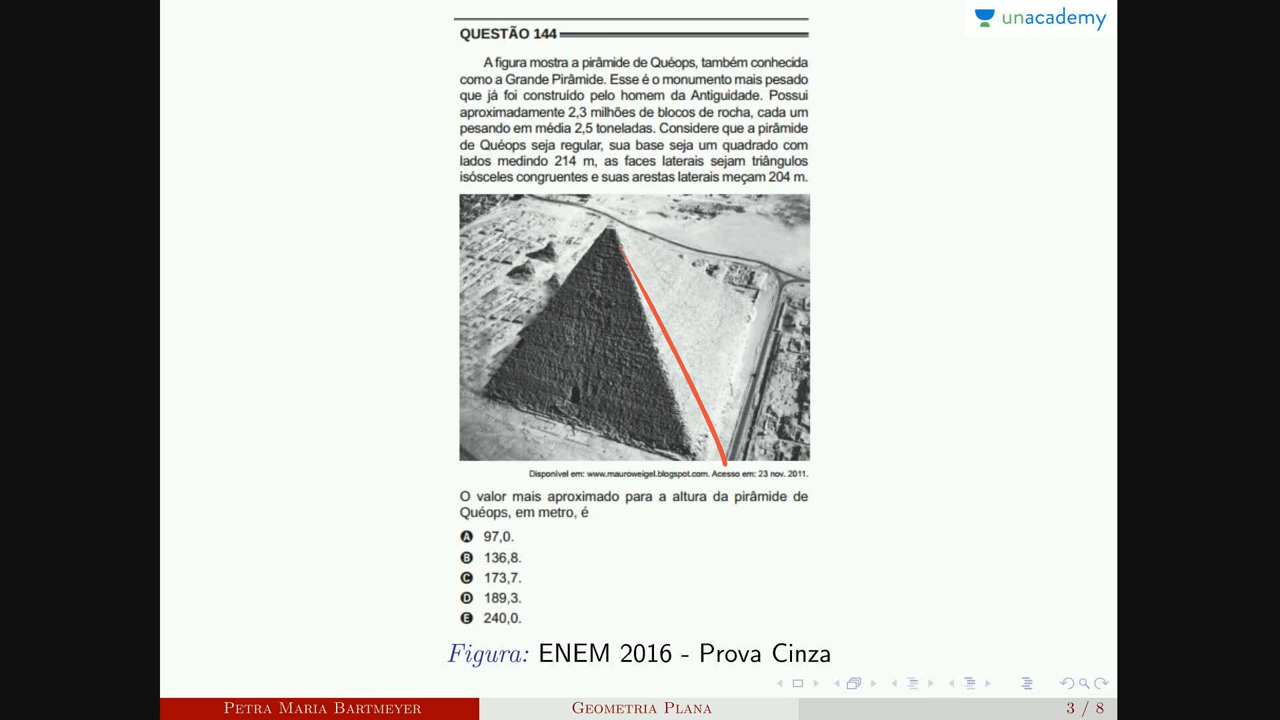 unacademy
QUESTÃO 144
A figura mostra a pirâmide de Quéops, também conhecida
como a Grande Pirâmide. Esse é o monumento mais pesado
que já foi construído pelo homem da Antiguidade. Possui
aproximadamente 2,3 milhões de blocos de rocha, cada um
pesando em média 2,5 toneladas. Considere que a pirâmide
de Quéops seja regular, sua base seja um quadrado com
lados medindo 214 m, as faces laterais sejam triângulos
isósceles congruentes e suas arestas laterais meçam 204 m.
Disponível em: www.mauroweigel.blogspot.com. Acesso em: 23 nov. 2011.
O valor mais aproximado para a altura da pirâmide de
Quéops, em metro, é
A 97,0.
B 136,8.
C 173,7.
D 189,3.
E 240,0.
Figura: ENEM 2016 - Prova Cinza
Petra Maria Bartmeyer
Geometria Plana
3 / 8